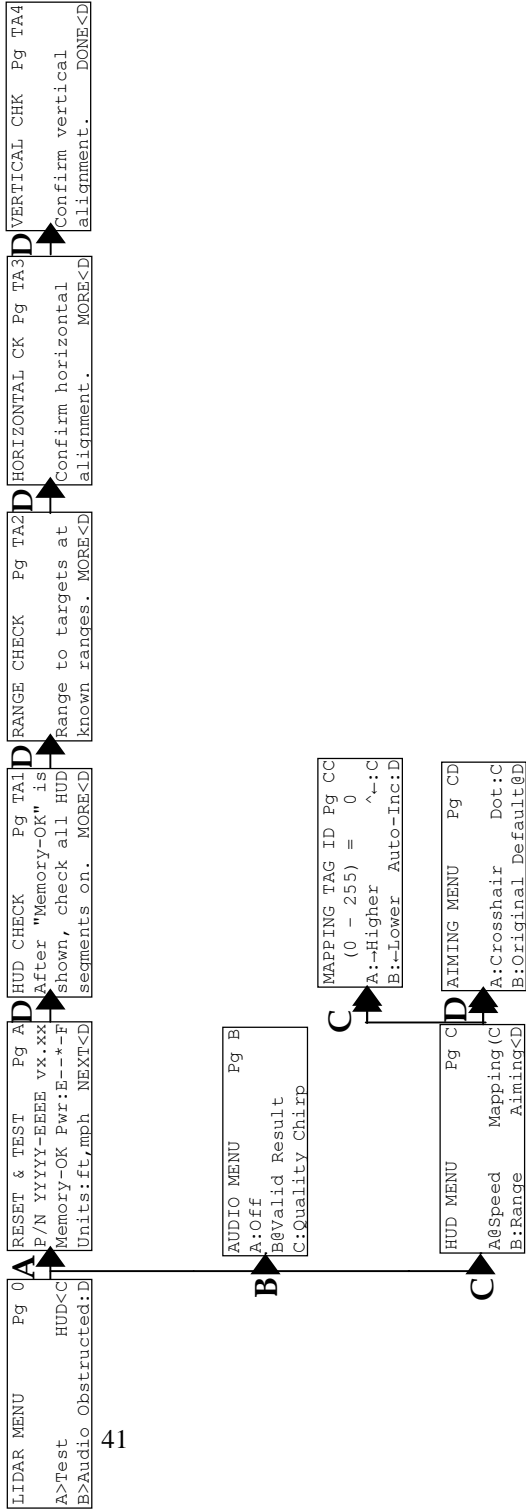 LIDAR MENU Pg 0
A>Test HUD<C
B>Audio Obstructed:D
A
RESET & TEST Pg A
P/N YYYYY-EEEE vx.xx
Memory-OK Pwr:E--*-F
Units:ft,mph NEXT<D
D
HUD CHECK Pg TA1
After "Memory-OK" is
shown, check all HUD
segments on. MORE<D
D
RANGE CHECK Pg TA2
Range to targets at
known ranges. MORE<D
D
HORIZONTAL CK Pg TA3
Confirm horizontal
alignment. MORE<D
D
VERTICAL CHK Pg TA4
Confirm vertical
alignment. DONE<D
B
AUDIO MENU Pg B
A:Off
B@Valid Result
C:Quality Chirp
C
HUD MENU Pg C
A@Speed Mapping(C
B:Range Aiming<D
C
MAPPING TAG ID Pg CC
(0 - 255) = 0
A:→Higher ^←:C
B:←Lower Auto-Inc:D
D
AIMING MENU Pg CD
A:Crosshair Dot:C
B:Original Default@D
41